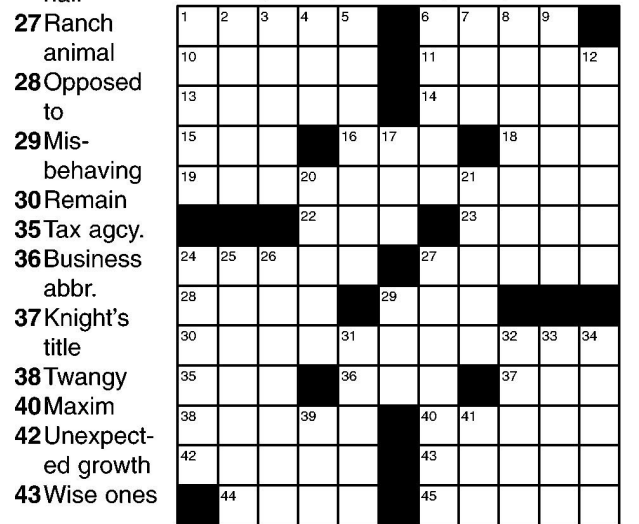 27 Ranch
animal
28 Opposed
to
29 Mis-
behaving
30 Remain
35 Tax agcy.
36 Business
abbr.
37 Knight's
title
38 Twangy
40 Maxim
42 Unexpect-
ed growth
43 Wise ones
1 2 3 4 5 6 7 8 9
10 11 12
13 14
15 16 17 18
19 20 21
22 23
24 25 26 27
28 29
30 31 32 33 34
35 36 37
38 39 40 41
42 43
44 45